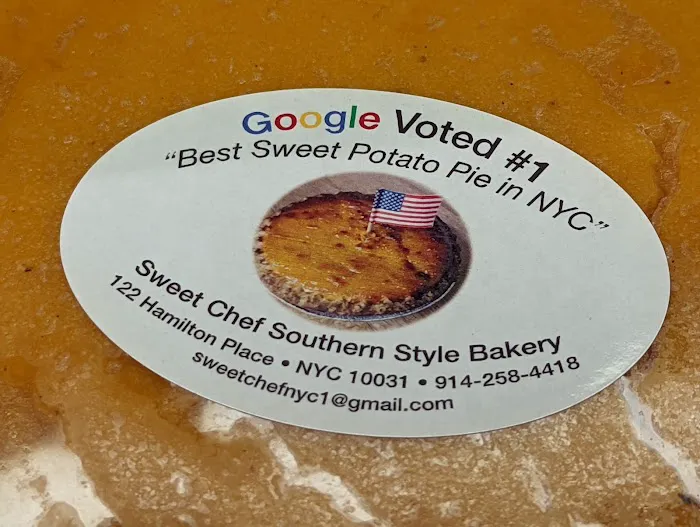 Google Voted #1
“Best Sweet Potato Pie in NYC”
Sweet Chef Southern Style Bakery
122 Hamilton Place • NYC 10031 • 914-258-4418
sweetchefnyc1@gmail.com